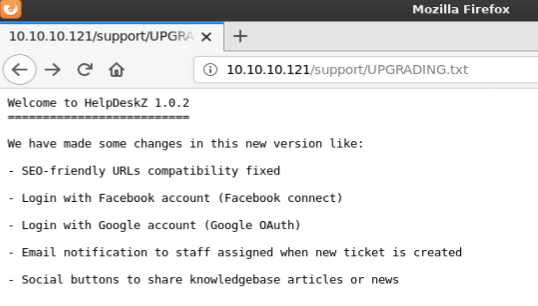 Mozilla Firefox
10.10.10.121/support/UPGRA
10.10.10.121/support/UPGRADING.txt
Welcome to HelpDeskZ 1.0.2
==========================
We have made some changes in this new version like:
- SEO-friendly URLs compatibility fixed
- Login with Facebook account (Facebook connect)
- Login with Google account (Google OAuth)
- Email notification to staff assigned when new ticket is created
- Social buttons to share knowledgebase articles or news